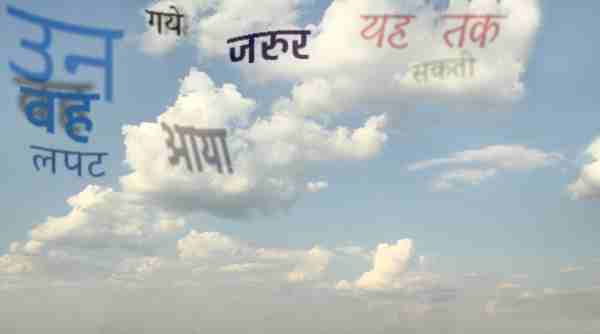 उन गये जरुर यह तक
सकती
वह
आया
लपट